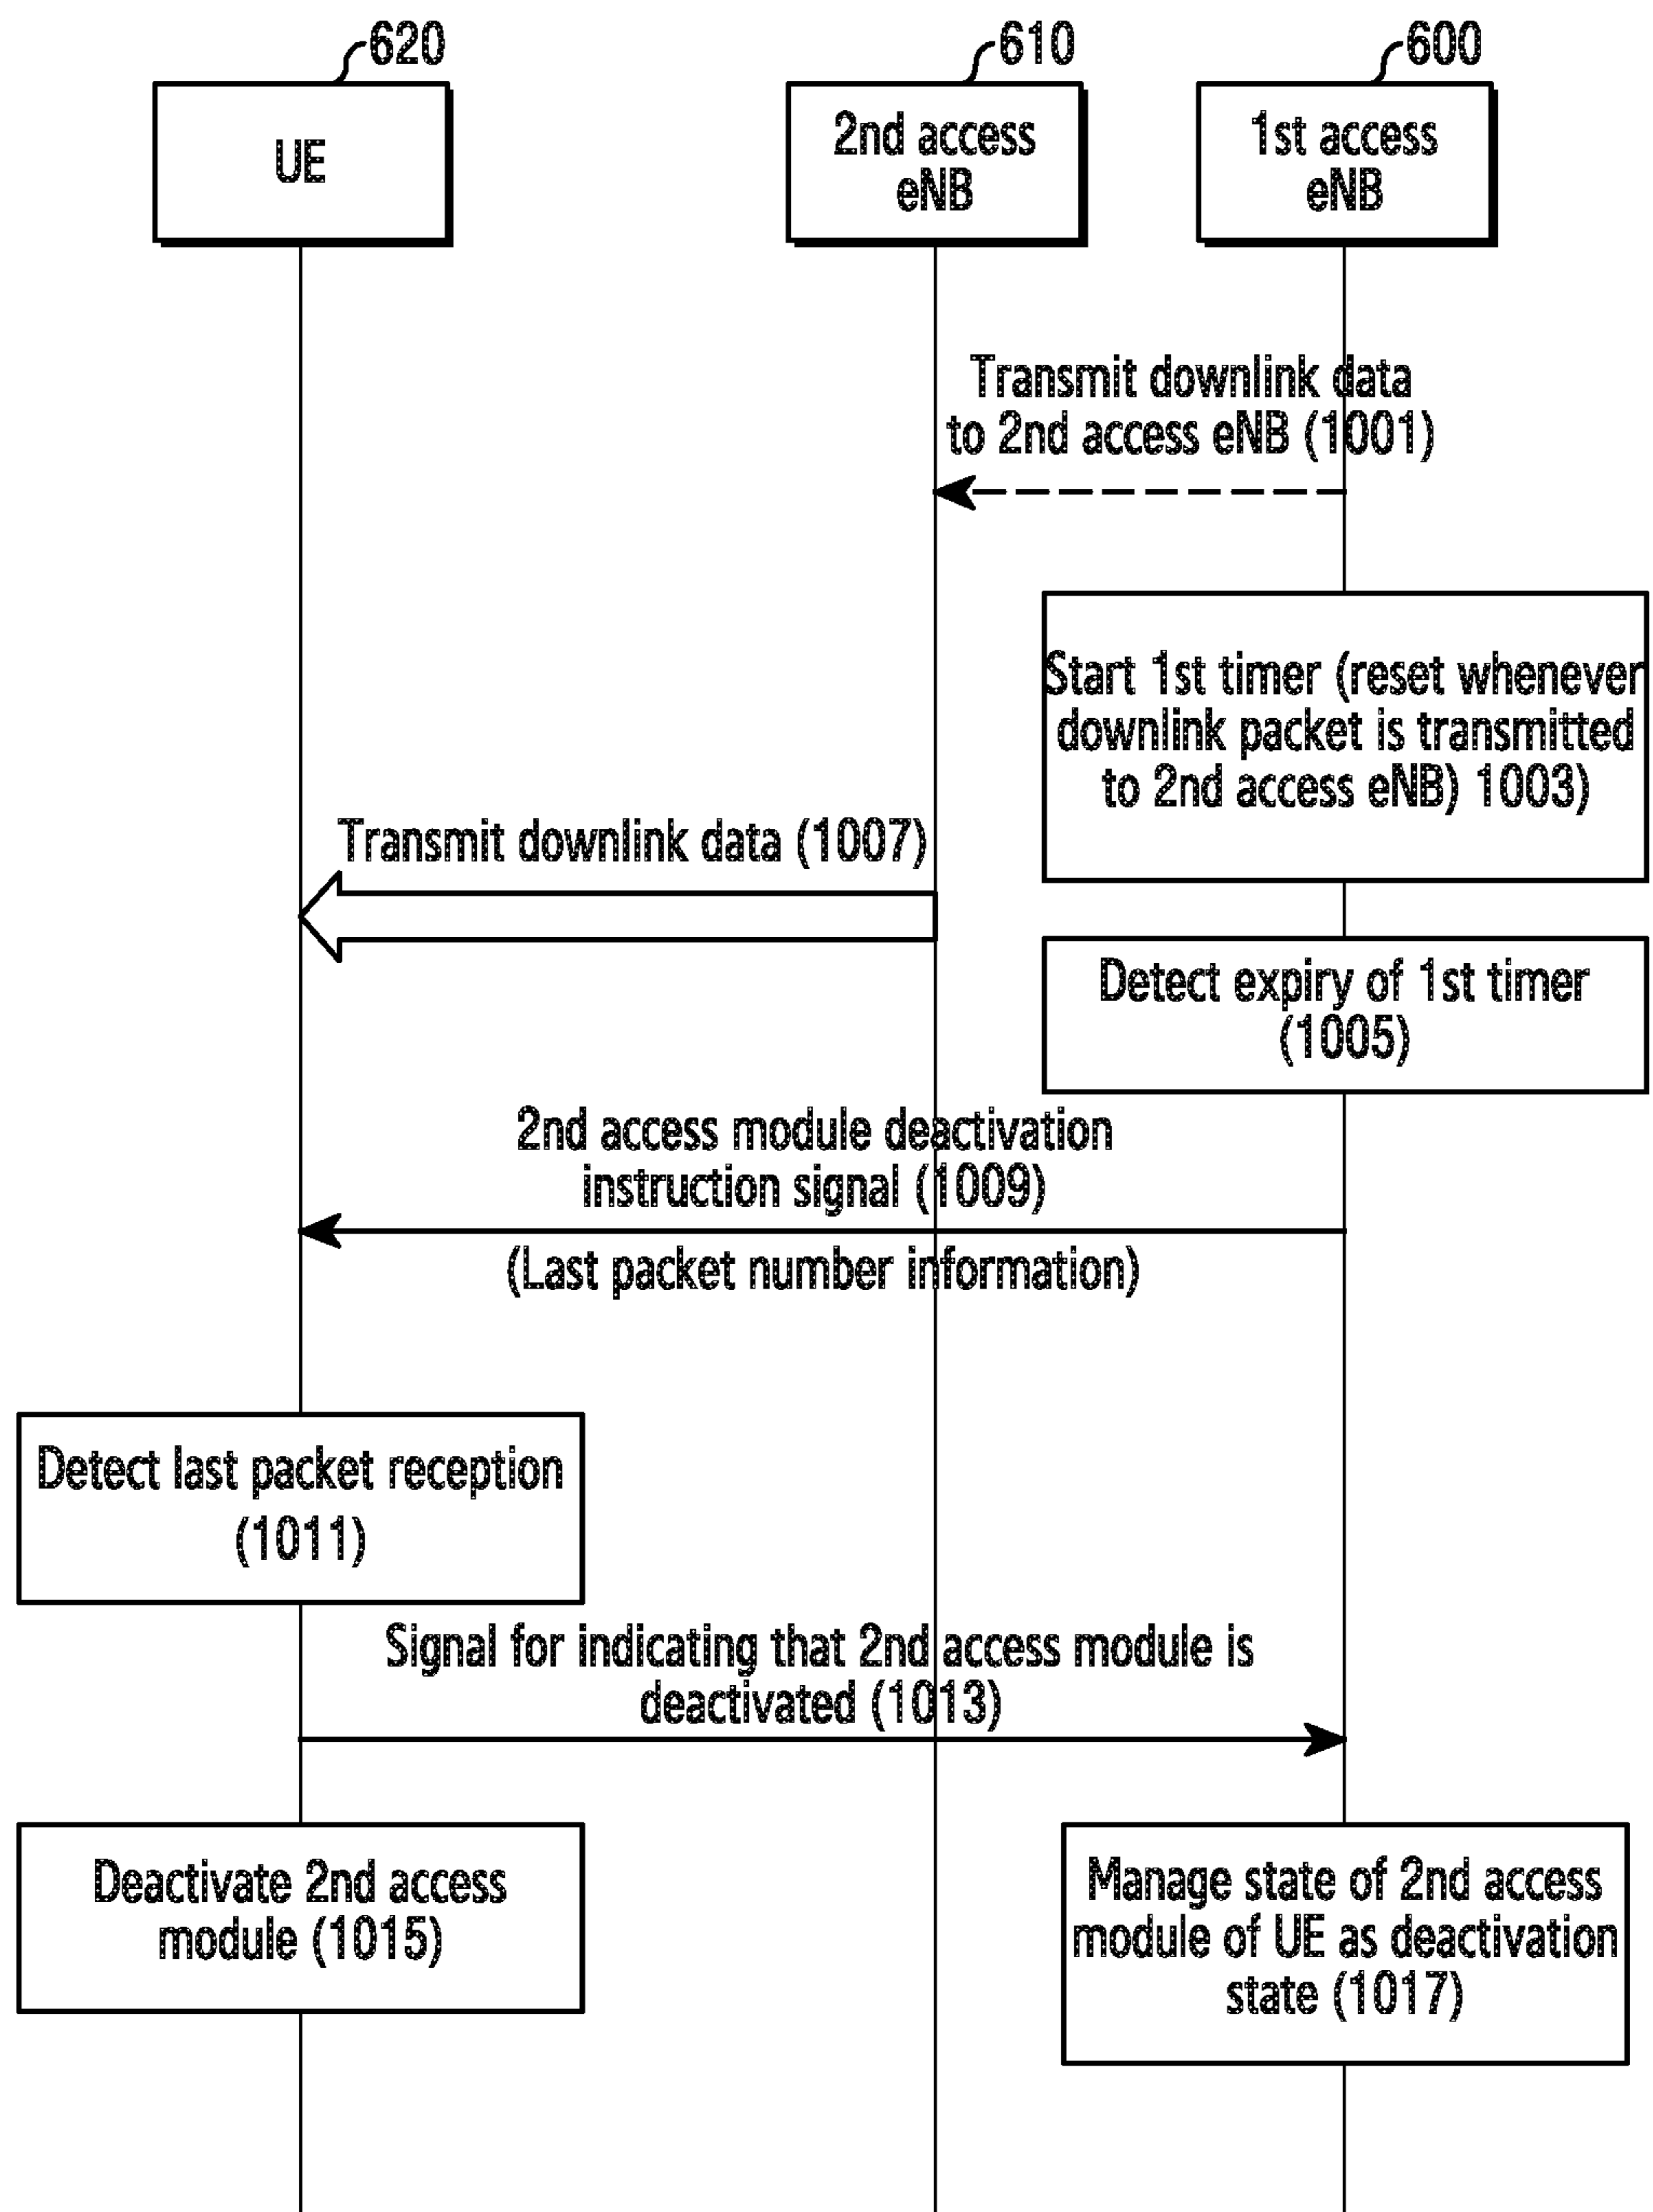 620
610
600
UE
2nd access
eNB
1st access
eNB
Transmit downlink data
to 2nd access eNB (1001)
Start 1st timer (reset whenever
downlink packet is transmitted
to 2nd access eNB) 1003)
Transmit downlink data (1007)
Detect expiry of 1st timer
(1005)
2nd access module deactivation
instruction signal (1009)
(Last packet number information)
Detect last packet reception
(1011)
Signal for indicating that 2nd access module is
deactivated (1013)
Deactivate 2nd access
module (1015)
Manage state of 2nd access
module of UE as deactivation
state (1017)